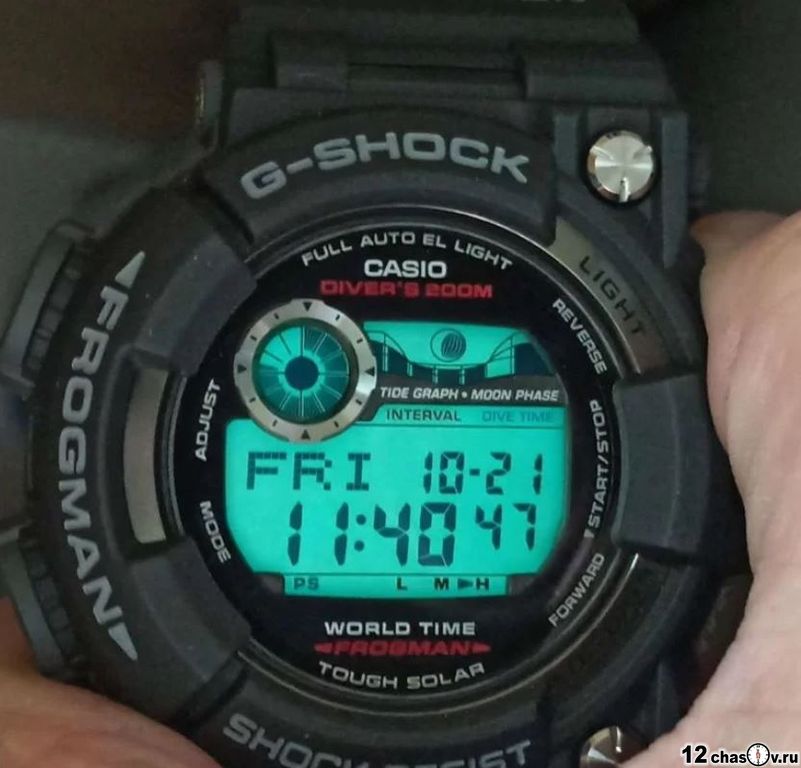 G-SHOCK
FULL AUTO EL LIGHT
CASIO
DIVER'S 200M
LIGHT
REVERSE
FROGMAN
TIDE GRAPH • MOON PHASE
INTERVAL DIVE TIME
ADJUST
FRI 10-21
11:40 47
START/STOP
MODE
PS L M ►H
FORWARD
WORLD TIME
FROGMAN
TOUGH SOLAR
SHOCK RESIST
12chasov.ru